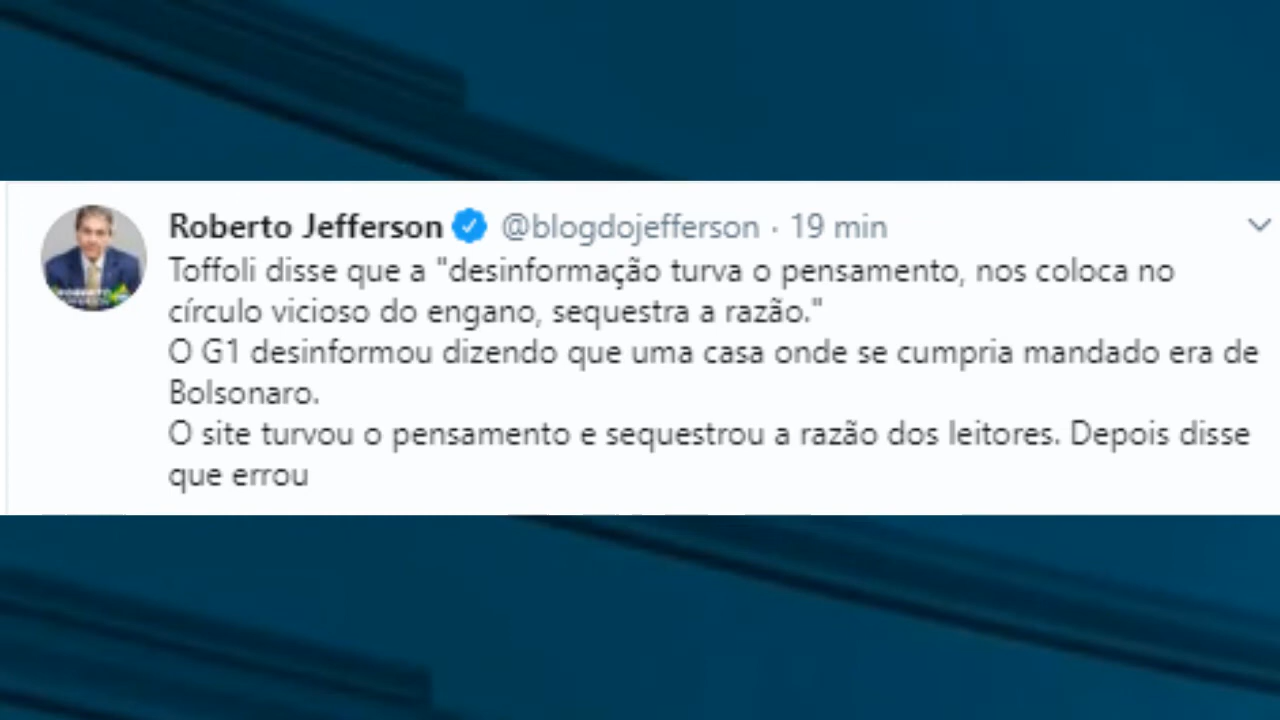 Roberto Jefferson @blogdojefferson · 19 min
Toffoli disse que a "desinformação turva o pensamento, nos coloca no
círculo vicioso do engano, sequestra a razão."
O G1 desinformou dizendo que uma casa onde se cumpria mandado era de
Bolsonaro.
O site turvou o pensamento e sequestrou a razão dos leitores. Depois disse
que errou